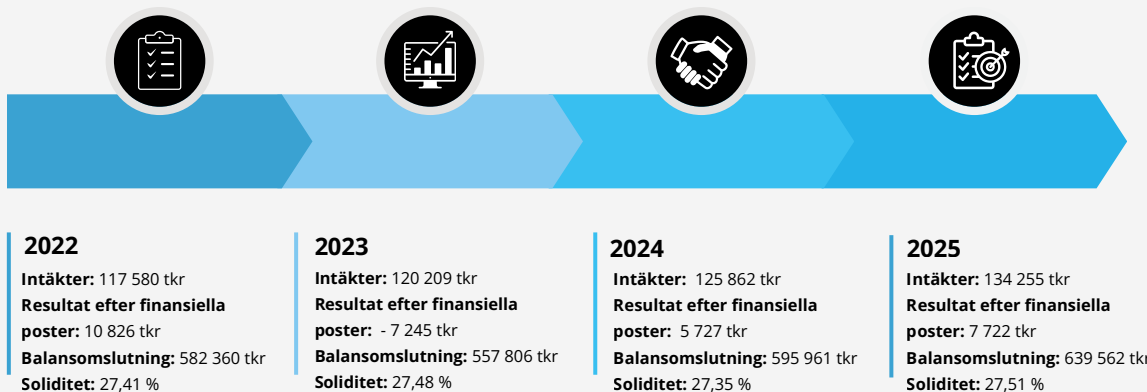 2022
Intäkter: 117 580 tkr
Resultat efter finansiella
poster: 10 826 tkr
Balansomslutning: 582 360 tkr
Soliditet: 27,41 %
2023
Intäkter: 120 209 tkr
Resultat efter finansiella
poster: - 7 245 tkr
Balansomslutning: 557 806 tkr
Soliditet: 27,48 %
2024
Intäkter: 125 862 tkr
Resultat efter finansiella
poster: 5 727 tkr
Balansomslutning: 595 961 tkr
Soliditet: 27,35 %
2025
Intäkter: 134 255 tkr
Resultat efter finansiella
poster: 7 722 tkr
Balansomslutning: 639 562 tkr
Soliditet: 27,51 %